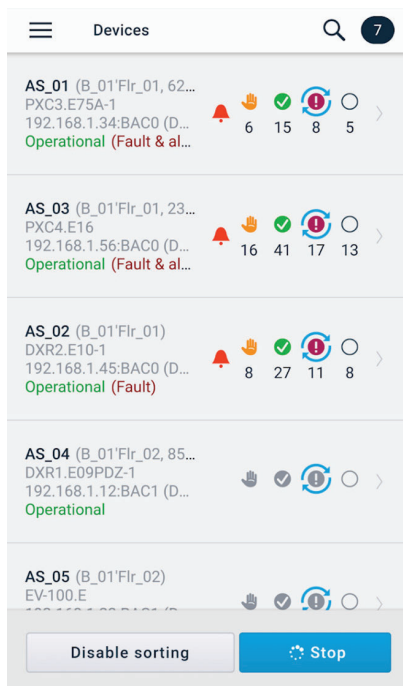 Devices 7
AS_01 (B_01'Flr_01, 62...
PXC3.E75A-1
192.168.1.34:BAC0 (D...
Operational (Fault & al...
6 15 8 5
AS_03 (B_01'Flr_01, 23...
PXC4.E16
192.168.1.56:BAC0 (D...
Operational (Fault & al...
16 41 17 13
AS_02 (B_01'Flr_01)
DXR2.E10-1
192.168.1.45:BAC0 (D...
Operational (Fault)
8 27 11 8
AS_04 (B_01'Flr_02, 85...
DXR1.E09PDZ-1
192.168.1.12:BAC1 (D...
Operational
AS_05 (B_01'Flr_02)
EV-100.E
Disable sorting
Stop